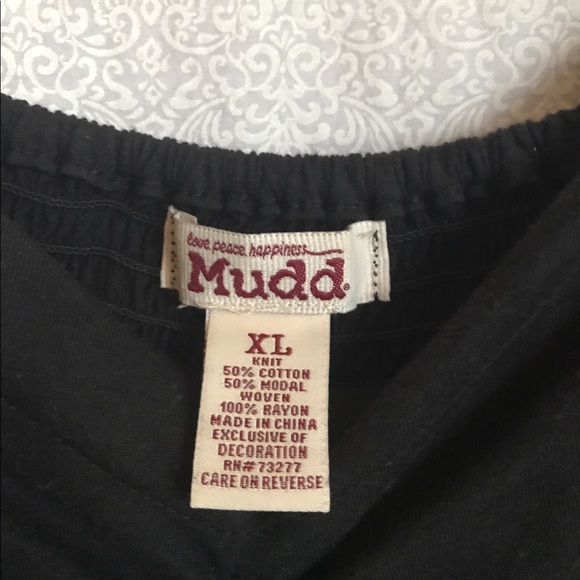 love. peace. happiness
Mudd®
XL
KNIT
50% COTTON
50% MODAL
WOVEN
100% RAYON
MADE IN CHINA
EXCLUSIVE OF
DECORATION
RN#73277
CARE ON REVERSE